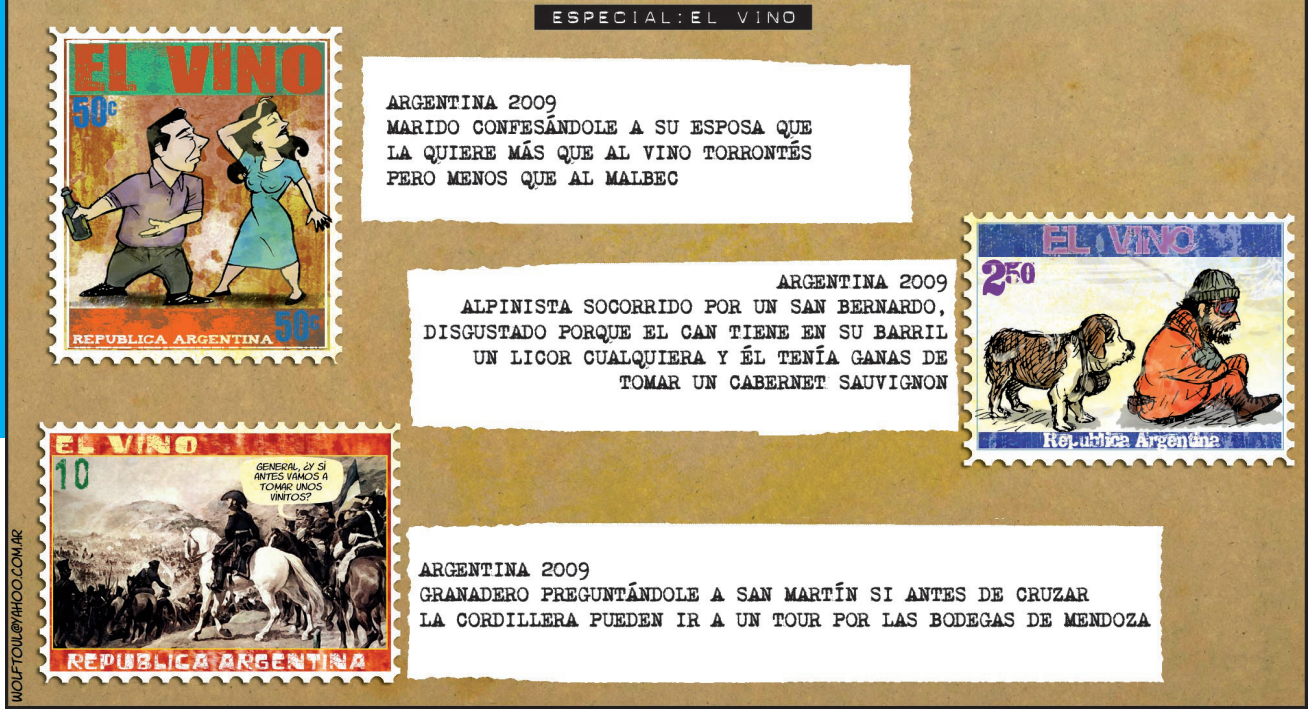 ESPECIAL:EL VINO
EL VINO
50c
50c
REPUBLICA ARGENTINA
ARGENTINA 2009
MARIDO CONFESÁNDOLE A SU ESPOSA QUE
LA QUIERE MÁS QUE AL VINO TORRONTÉS
PERO MENOS QUE AL MALBEC
ARGENTINA 2009
ALPINISTA SOCORRIDO POR UN SAN BERNARDO,
DISGUSTADO PORQUE EL CAN TIENE EN SU BARRIL
UN LICOR CUALQUIERA Y ÉL TENÍA GANAS DE
TOMAR UN CABERNET SAUVIGNON
EL VINO
250
Republica Argentina
EL VINO
10
GENERAL, ¿Y SÍ
ANTES VAMOS A
TOMAR UNOS
VINITOS?
REPUBLICA ARGENTINA
ARGENTINA 2009
GRANADERO PREGUNTÁNDOLE A SAN MARTÍN SI ANTES DE CRUZAR
LA CORDILLERA PUEDEN IR A UN TOUR POR LAS BODEGAS DE MENDOZA
WOLFTOUL@YAHOO.COM.AR